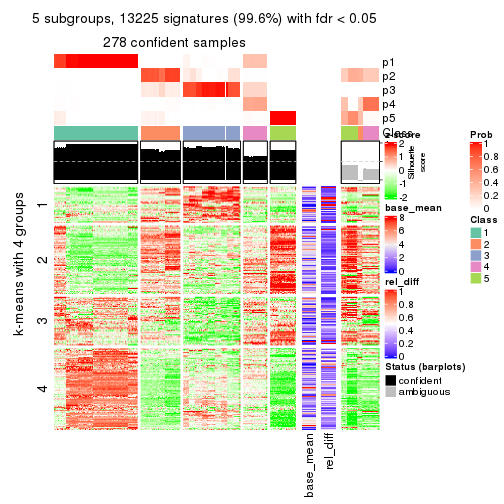 5 subgroups, 13225 signatures (99.6%) with fdr < 0.05
278 confident samples
p1
p2
p3
p4
p5
Class
Silhouette
score
k-means with 4 groups
1
2
3
4
base_mean
rel_diff
z-score
2
1
0
-1
-2
base_mean
8
6
4
2
0
rel_diff
1
0.8
0.6
0.4
0.2
0
Status (barplots)
confident
ambiguous
Prob
1
0.8
0.6
0.4
0.2
0
Class
1
2
3
4
5